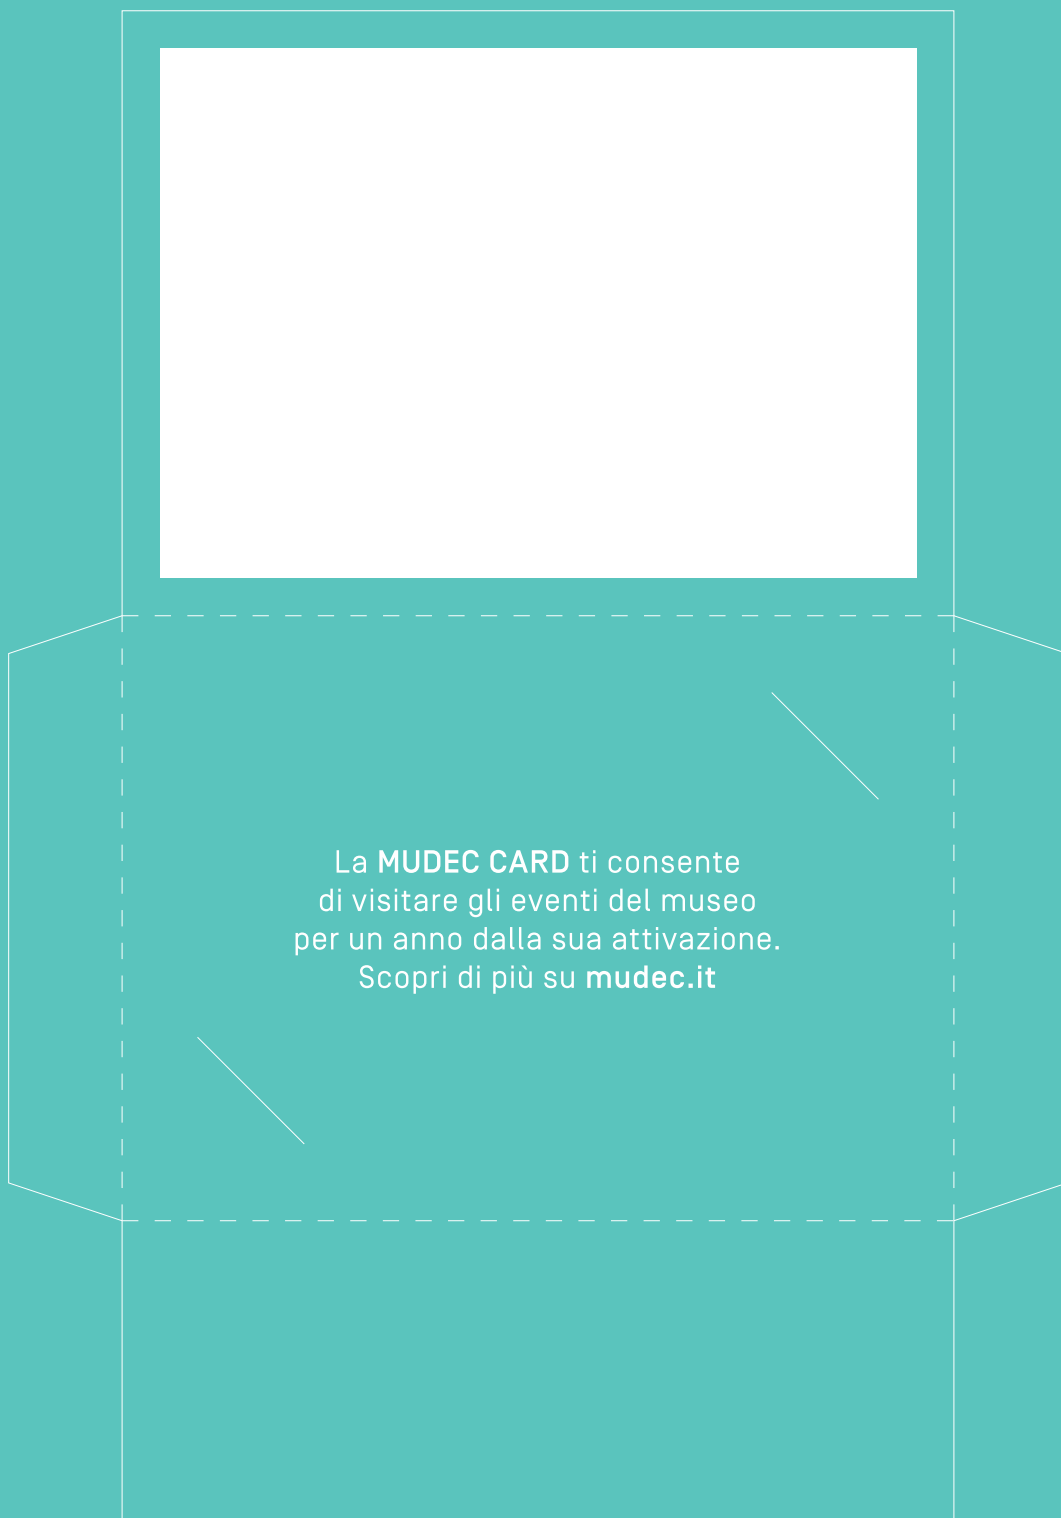 La MUDEC CARD ti consente
di visitare gli eventi del museo
per un anno dalla sua attivazione.
Scopri di più su mudec.it